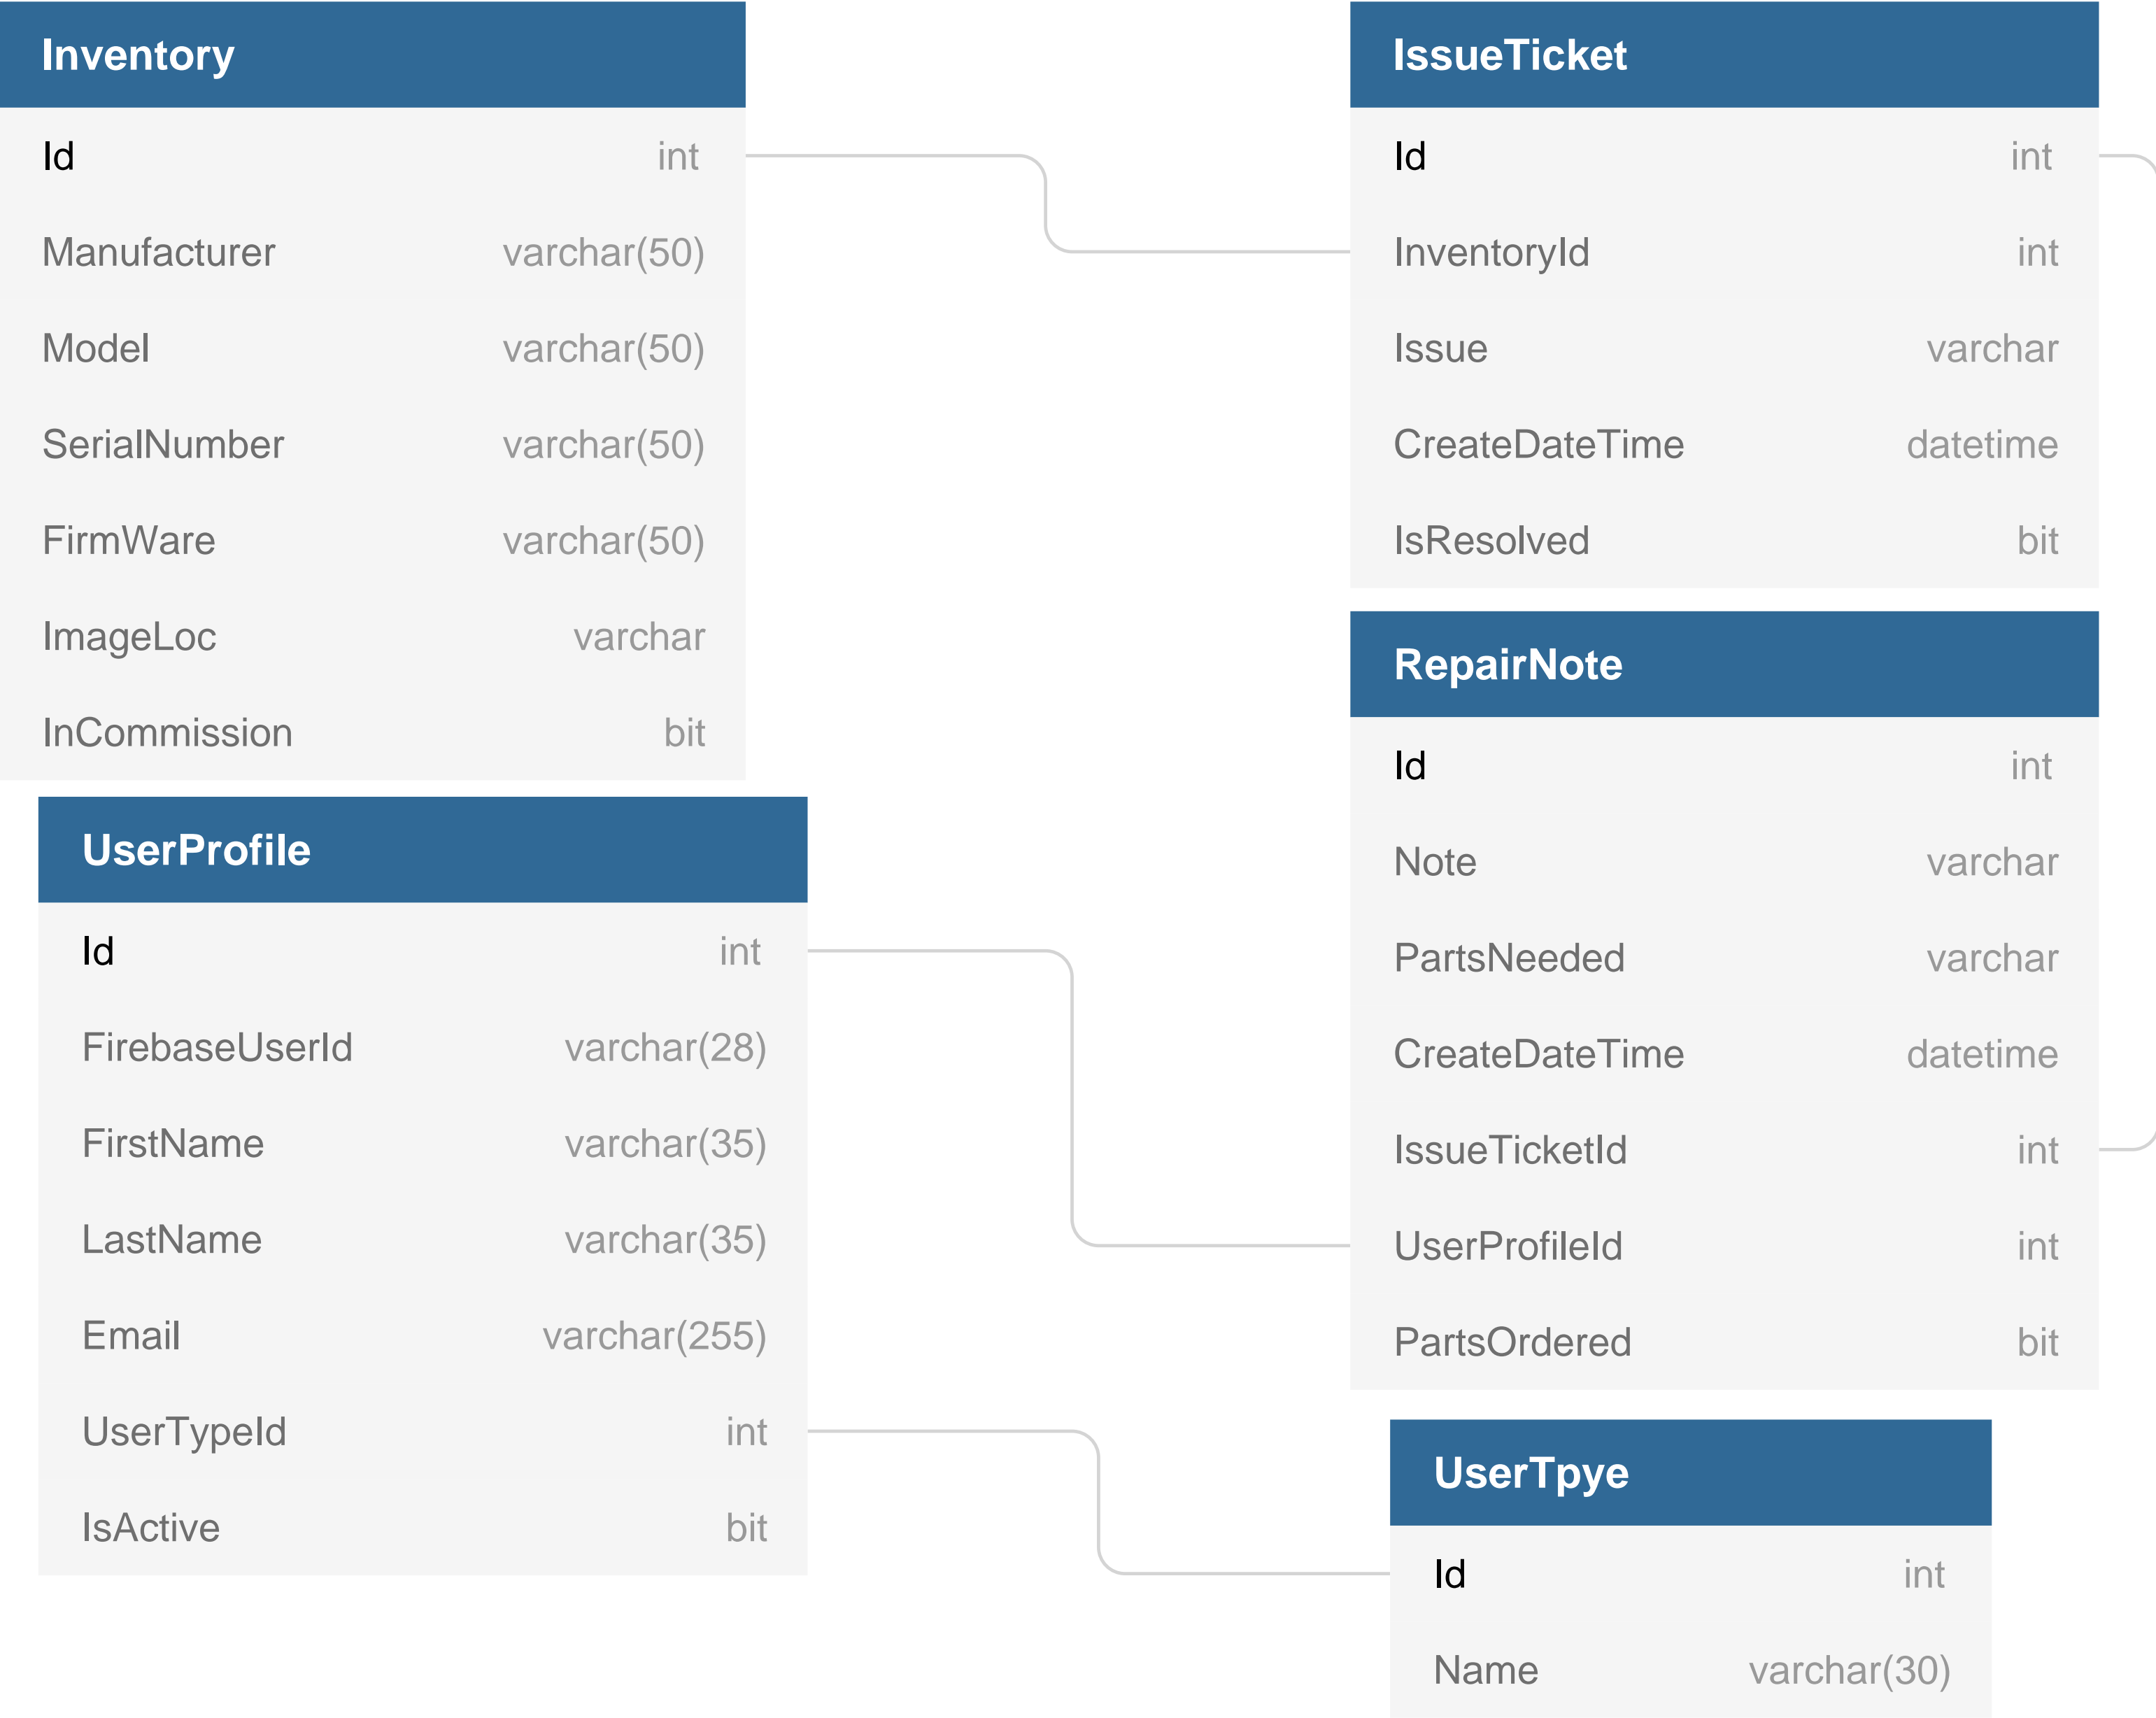 Inventory
Id int
Manufacturer varchar(50)
Model varchar(50)
SerialNumber varchar(50)
FirmWare varchar(50)
ImageLoc varchar
InCommission bit
IssueTicket
Id int
InventoryId int
Issue varchar
CreateDateTime datetime
IsResolved bit
RepairNote
Id int
Note varchar
PartsNeeded varchar
CreateDateTime datetime
IssueTicketId int
UserProfileId int
PartsOrdered bit
UserProfile
Id int
FirebaseUserId varchar(28)
FirstName varchar(35)
LastName varchar(35)
Email varchar(255)
UserTypeId int
IsActive bit
UserTpye
Id int
Name varchar(30)